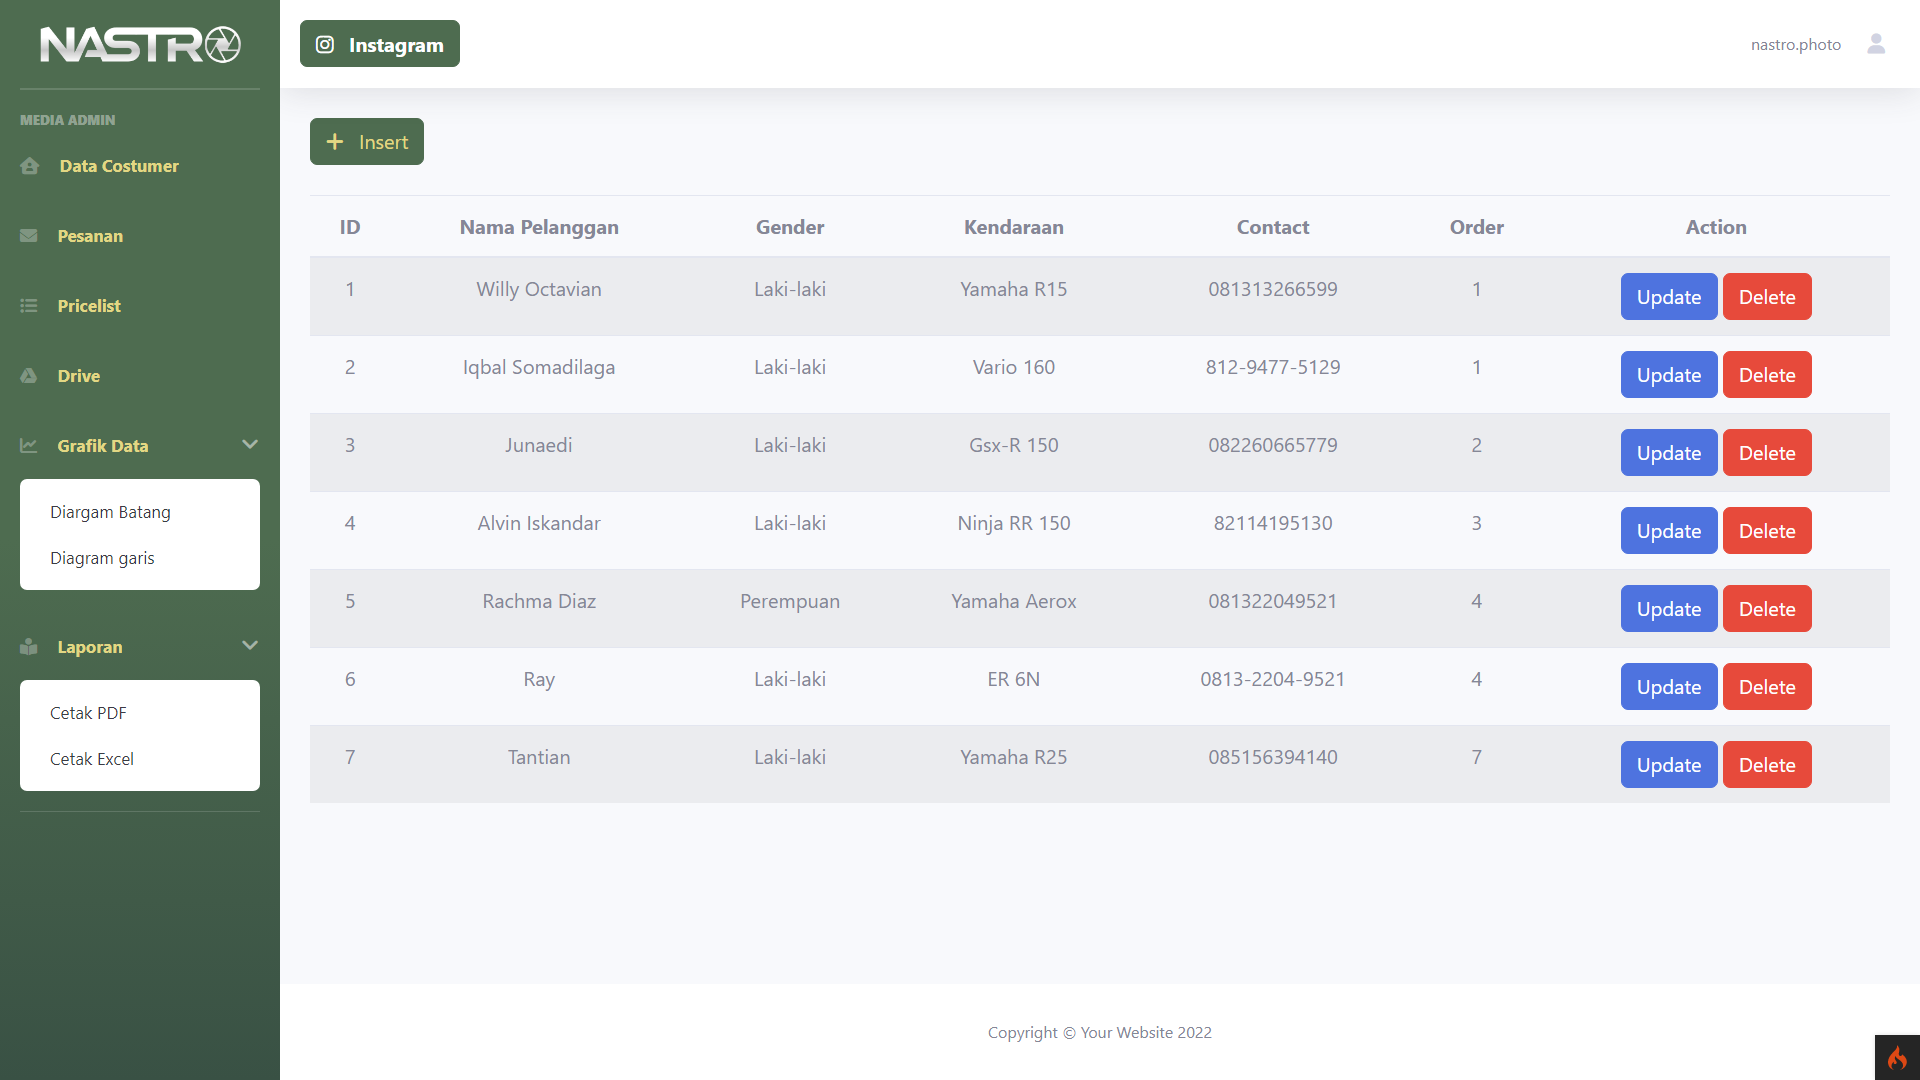 NASTRO
Instagram
nastro.photo
MEDIA ADMIN
Data Costumer
Pesanan
Pricelist
Drive
Grafik Data
Diargam Batang
Diagram garis
Laporan
Cetak PDF
Cetak Excel
Insert
ID Nama Pelanggan Gender Kendaraan Contact Order Action
1 Willy Octavian Laki-laki Yamaha R15 081313266599 1 Update Delete
2 Iqbal Somadilaga Laki-laki Vario 160 812-9477-5129 1 Update Delete
3 Junaedi Laki-laki Gsx-R 150 082260665779 2 Update Delete
4 Alvin Iskandar Laki-laki Ninja RR 150 82114195130 3 Update Delete
5 Rachma Diaz Perempuan Yamaha Aerox 081322049521 4 Update Delete
6 Ray Laki-laki ER 6N 0813-2204-9521 4 Update Delete
7 Tantian Laki-laki Yamaha R25 085156394140 7 Update Delete
Copyright © Your Website 2022